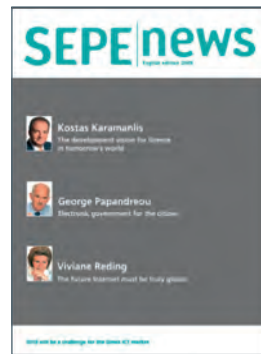 SEPE news
English edition 2008
Kostas Karamanlis
The development vision for Greece
in tomorrow's world
George Papandreou
Electronic government for the citizen
Viviane Reding
The future Internet must be truly global
will be a challenge for the Greek ICT market